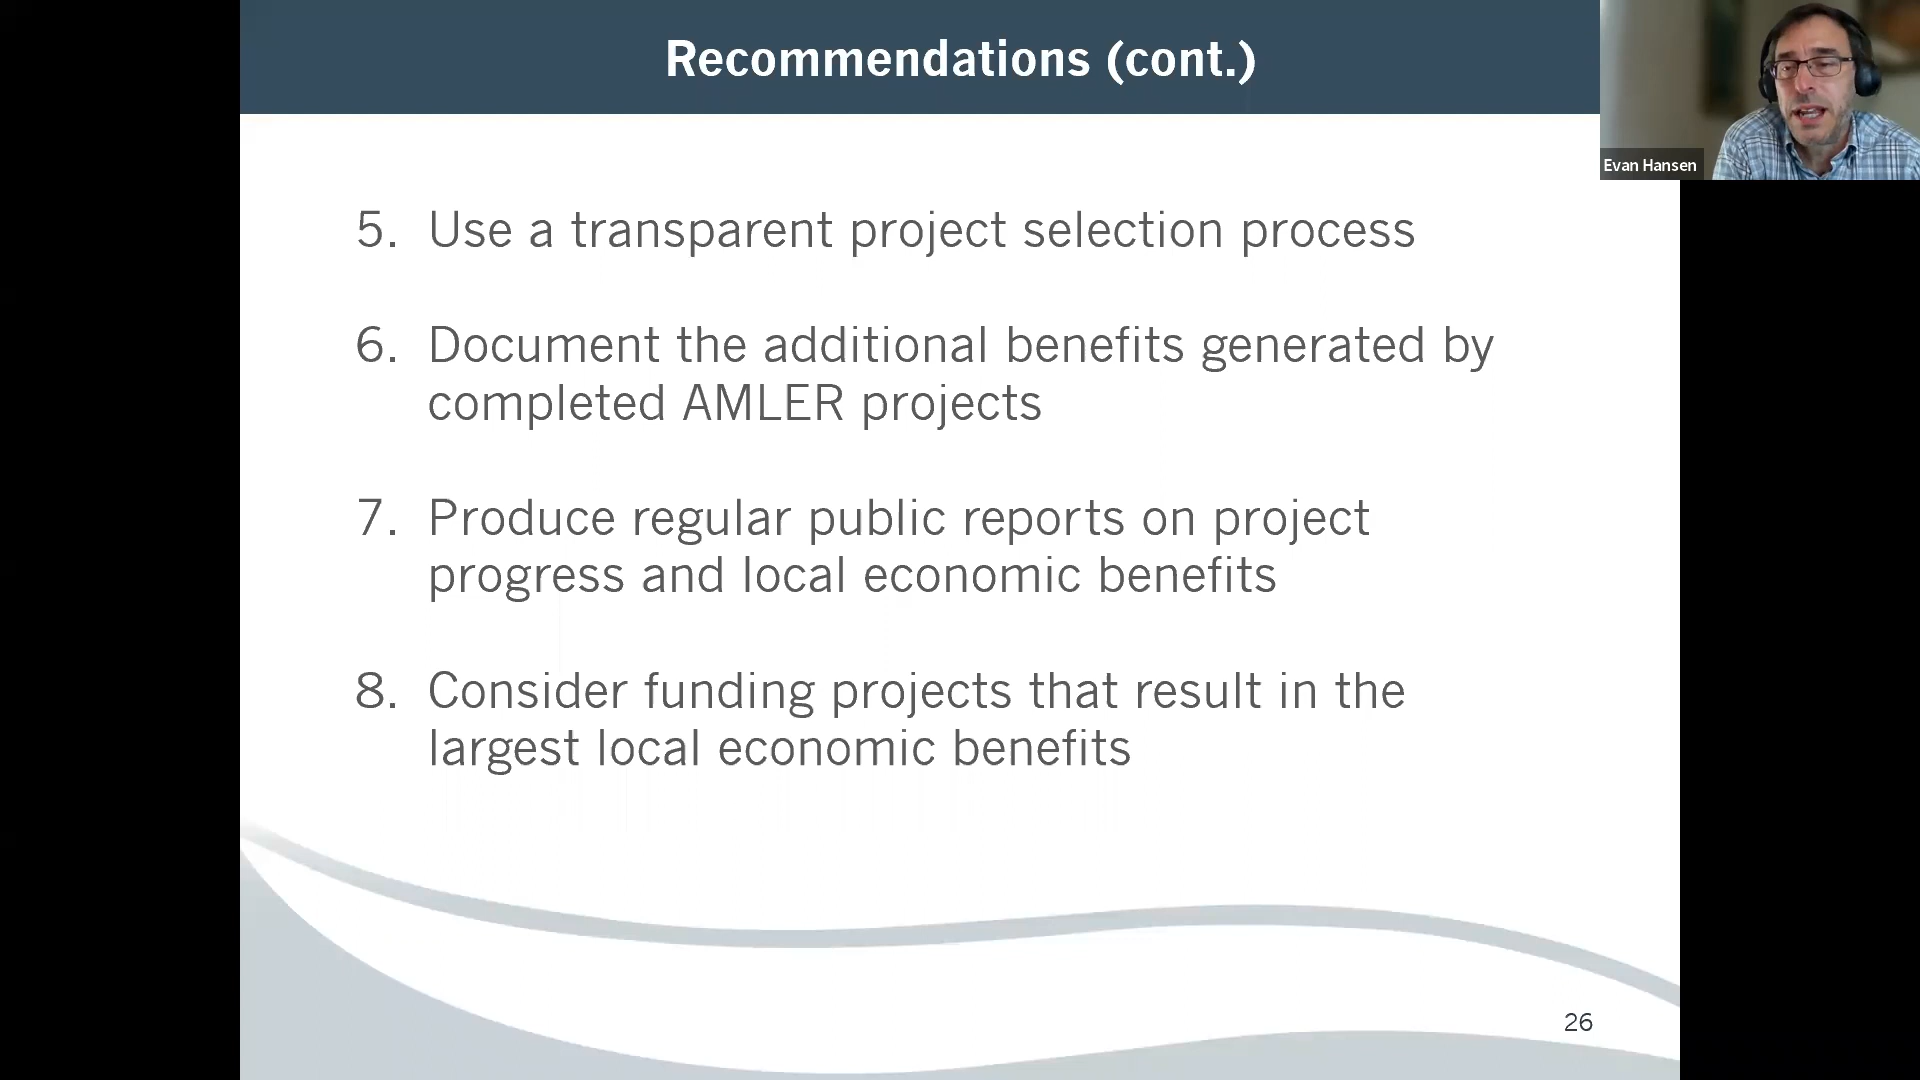 Recommendations (cont.)
Evan Hansen
5. Use a transparent project selection process
6. Document the additional benefits generated by
completed AMLER projects
7. Produce regular public reports on project
progress and local economic benefits
8. Consider funding projects that result in the
largest local economic benefits
26